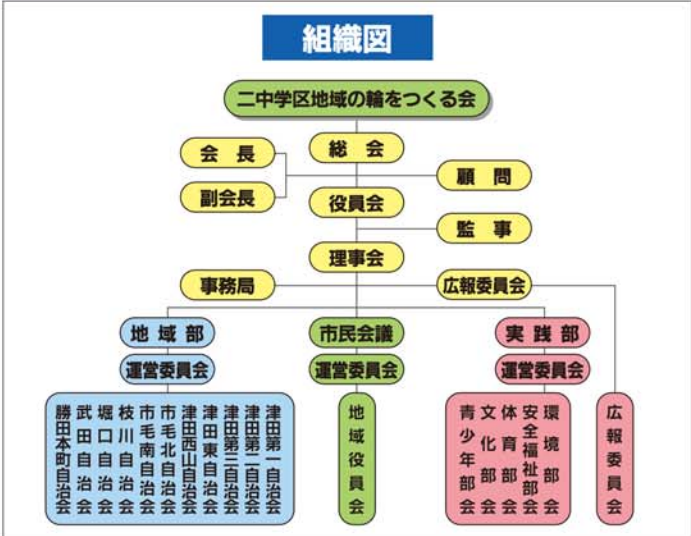 組織図
二中学区地域の輪をつくる会
総会
会長
副会長
顧問
役員会
監事
理事会
事務局
広報委員会
地域部
市民会議
実践部
運営委員会
運営委員会
運営委員会
津田第一自治会
津田第二自治会
津田第三自治会
津田東自治会
津田西山自治会
市毛北自治会
市毛南自治会
枝川自治会
堀口自治会
武田自治会
勝田本町自治会
地域役員会
環境部会
安全福祉部会
体育部会
文化部会
青少年部会
広報委員会